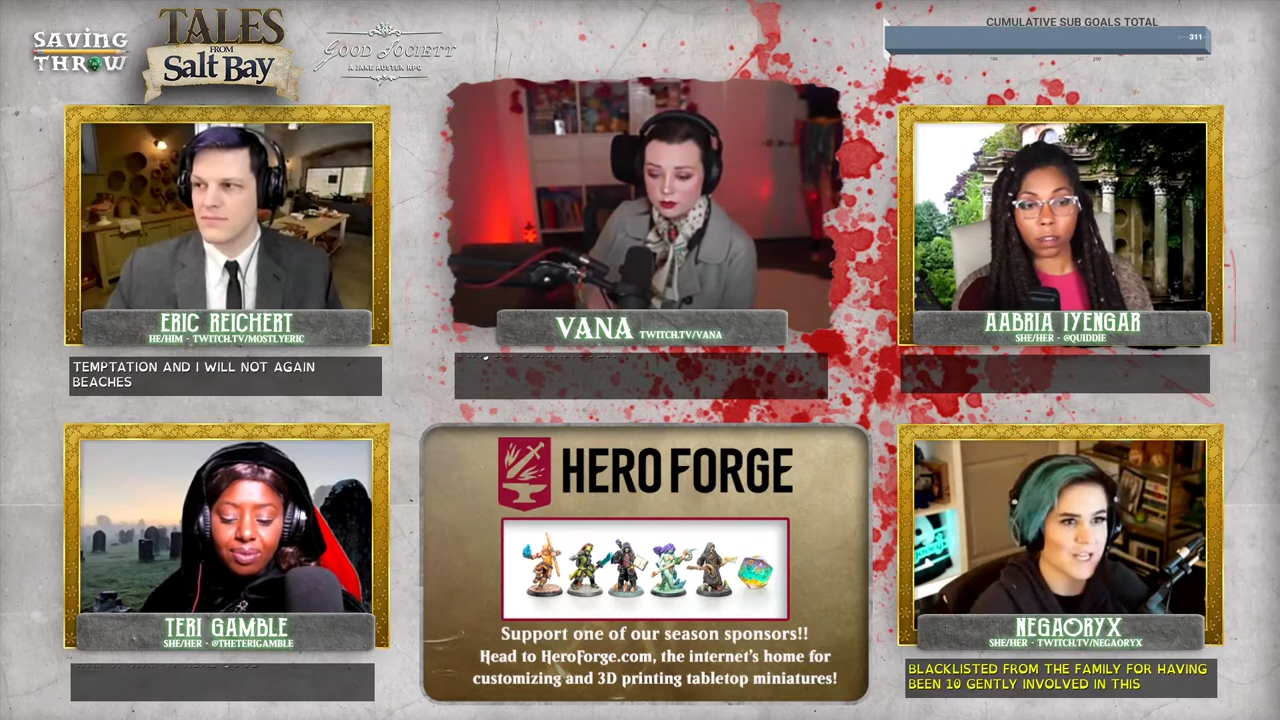 SAVING
THROW
TALES
FROM
Salt Bay
GOOD SOCIETY
A JANE AUSTEN RPG
CUMULATIVE SUB GOALS TOTAL
311
100
200
300
ERIC REICHERT
HE/HIM - TWITCH.TV/MOSTLYERIC
TEMPTATION AND I WILL NOT AGAIN
BEACHES
VANA TWITCH.TV/VANA
AABRIA IYENGAR
SHE/HER - @QUIDDIE
TERI GAMBLE
SHE/HER - @THETERIGAMBLE
HERO FORGE
Support one of our season sponsors!!
Head to HeroForge.com, the internet's home for
customizing and 3D printing tabletop miniatures!
NEGAORYX
SHE/HER - TWITCH.TV/NEGAORYX
BLACKLISTED FROM THE FAMILY FOR HAVING
BEEN 10 GENTLY INVOLVED IN THIS